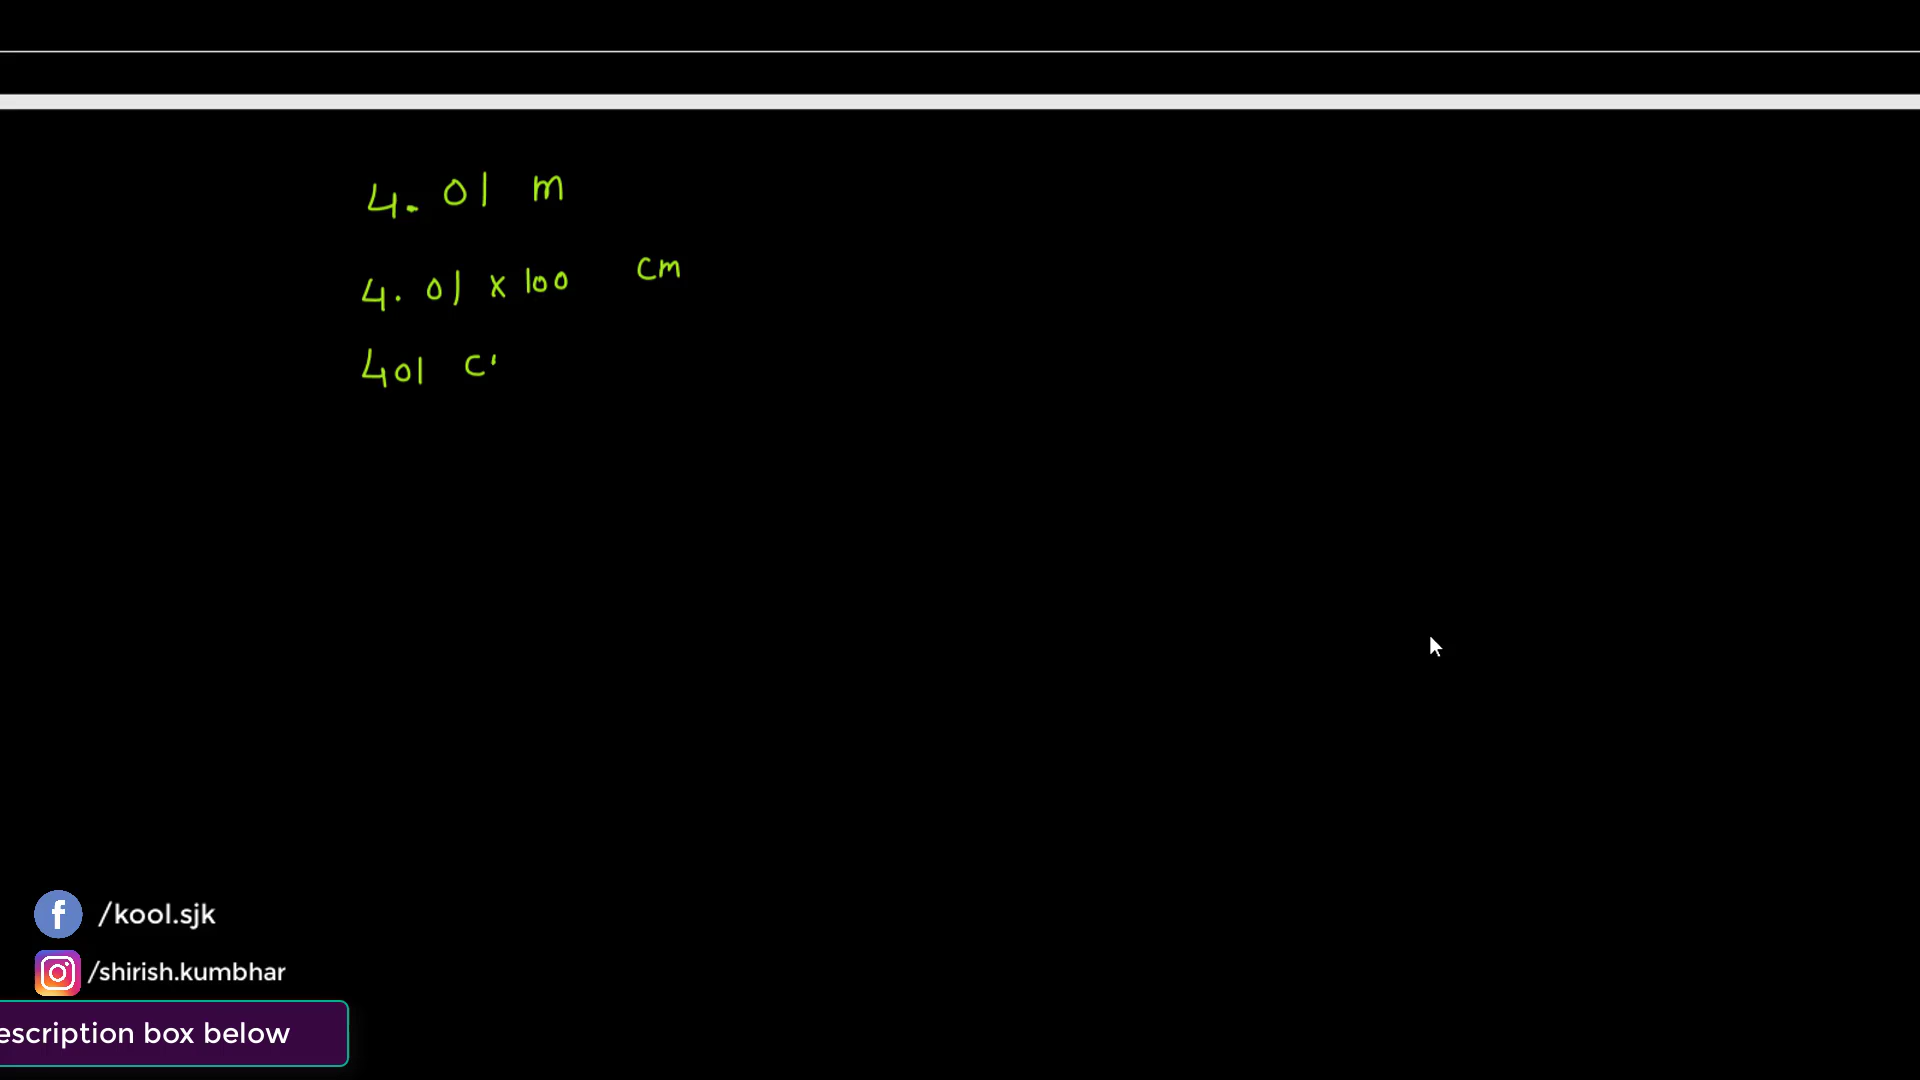 4.01 m
4.01 x 100 cm
401 c
/kool.sjk
/shirish.kumbhar
escription box below